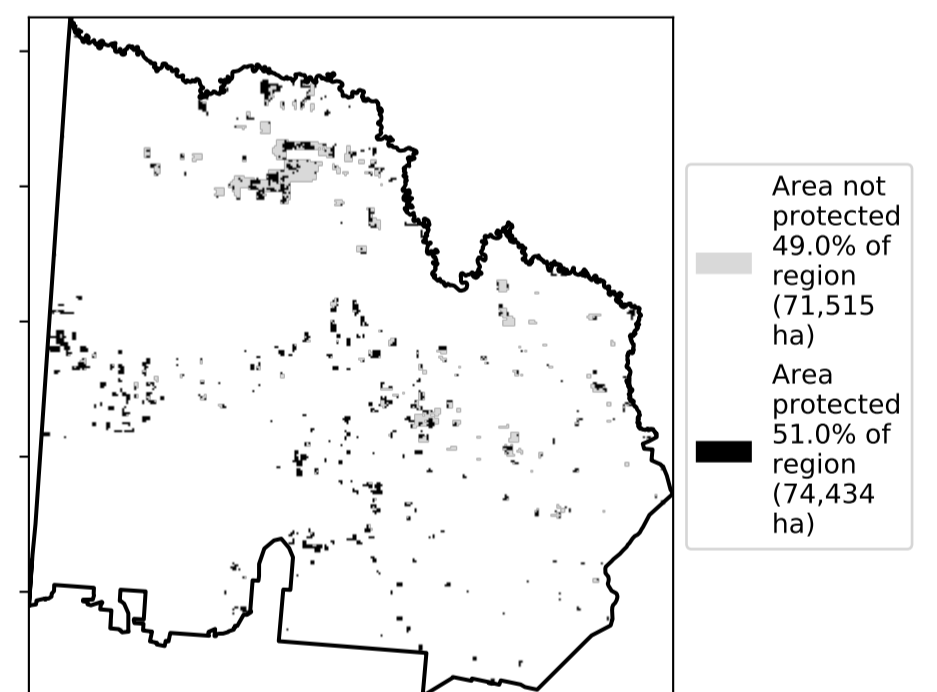 Area not
protected
49.0% of
region
(71,515
ha)
Area
protected
51.0% of
region
(74,434
ha)